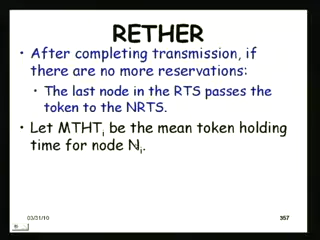 RETHER
• After completing transmission, if
there are no more reservations:
• The last node in the RTS passes the
token to the NRTS.
• Let MTHTi be the mean token holding
time for node Ni.
03/31/10
357